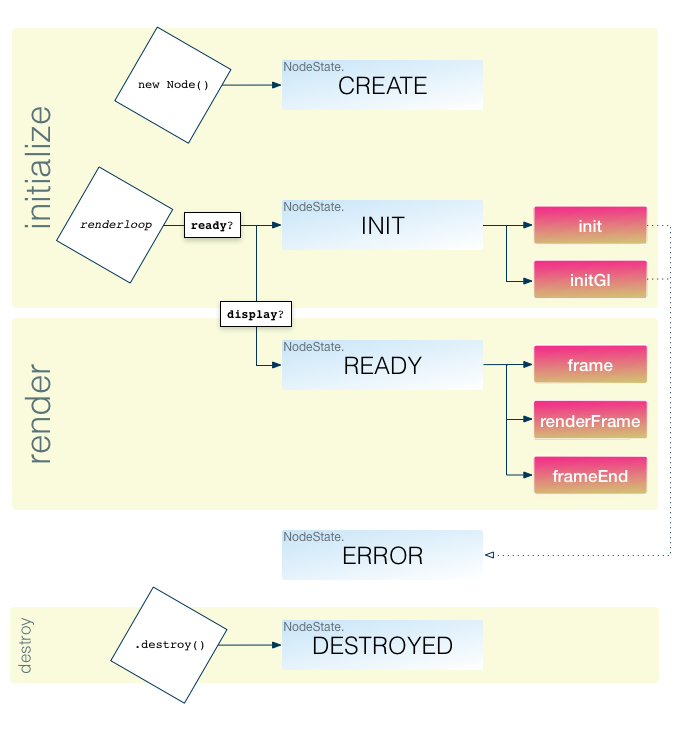 initialize
new Node()
NodeState.
CREATE
renderloop
ready?
NodeState.
INIT
init
initGl
display?
render
NodeState.
READY
frame
renderFrame
frameEnd
NodeState.
ERROR
destroy
.destroy()
NodeState.
DESTROYED